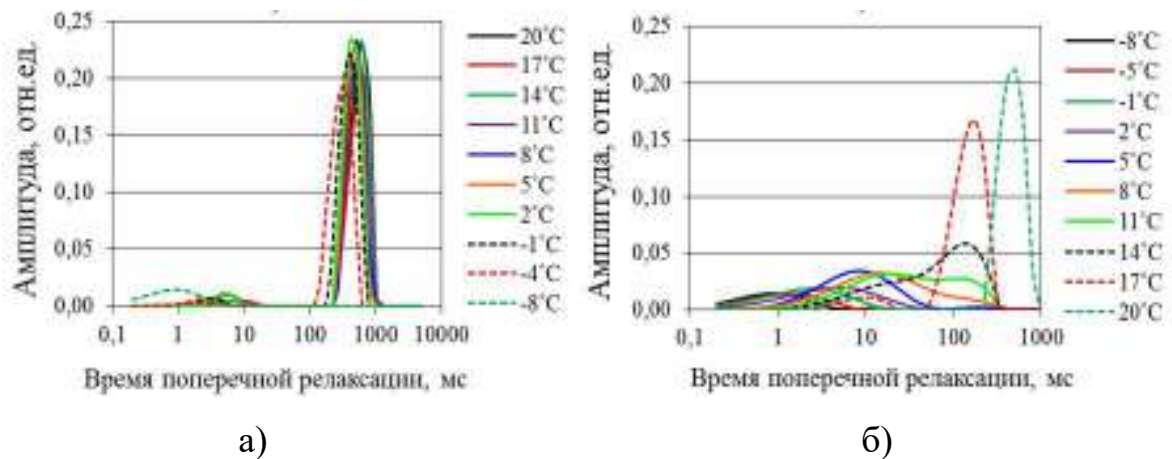 0,25
0,20
0,15
0,10
0,05
0,00
Амплитуда, отн.ед.
0,1 1 10 100 1000 10000
Время поперечной релаксации, мс
20˚C
17˚C
14˚C
11˚C
8˚C
5˚C
2˚C
-1˚C
-4˚C
-8˚C
а)
0,25
0,20
0,15
0,10
0,05
0,00
Амплитуда, отн.ед.
0,1 1 10 100 1000
Время поперечной релаксации, мс
-8˚C
-5˚C
-1˚C
2˚C
5˚C
8˚C
11˚C
14˚C
17˚C
20˚C
б)